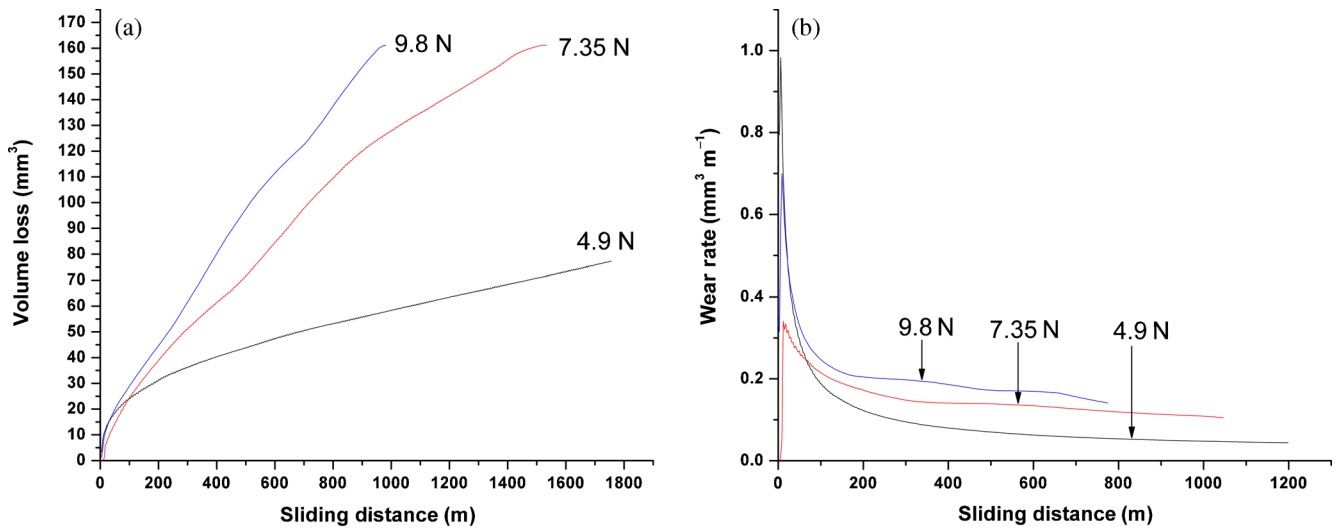 (a)
9.8 N
7.35 N
4.9 N
Volume loss (mm³)
170
160
150
140
130
120
110
100
90
80
70
60
50
40
30
20
10
0
0 200 400 600 800 1000 1200 1400 1600 1800
Sliding distance (m)
(b)
9.8 N 7.35 N 4.9 N
Wear rate (mm³ m⁻¹)
1.0
0.8
0.6
0.4
0.2
0.0
0 200 400 600 800 1000 1200
Sliding distance (m)